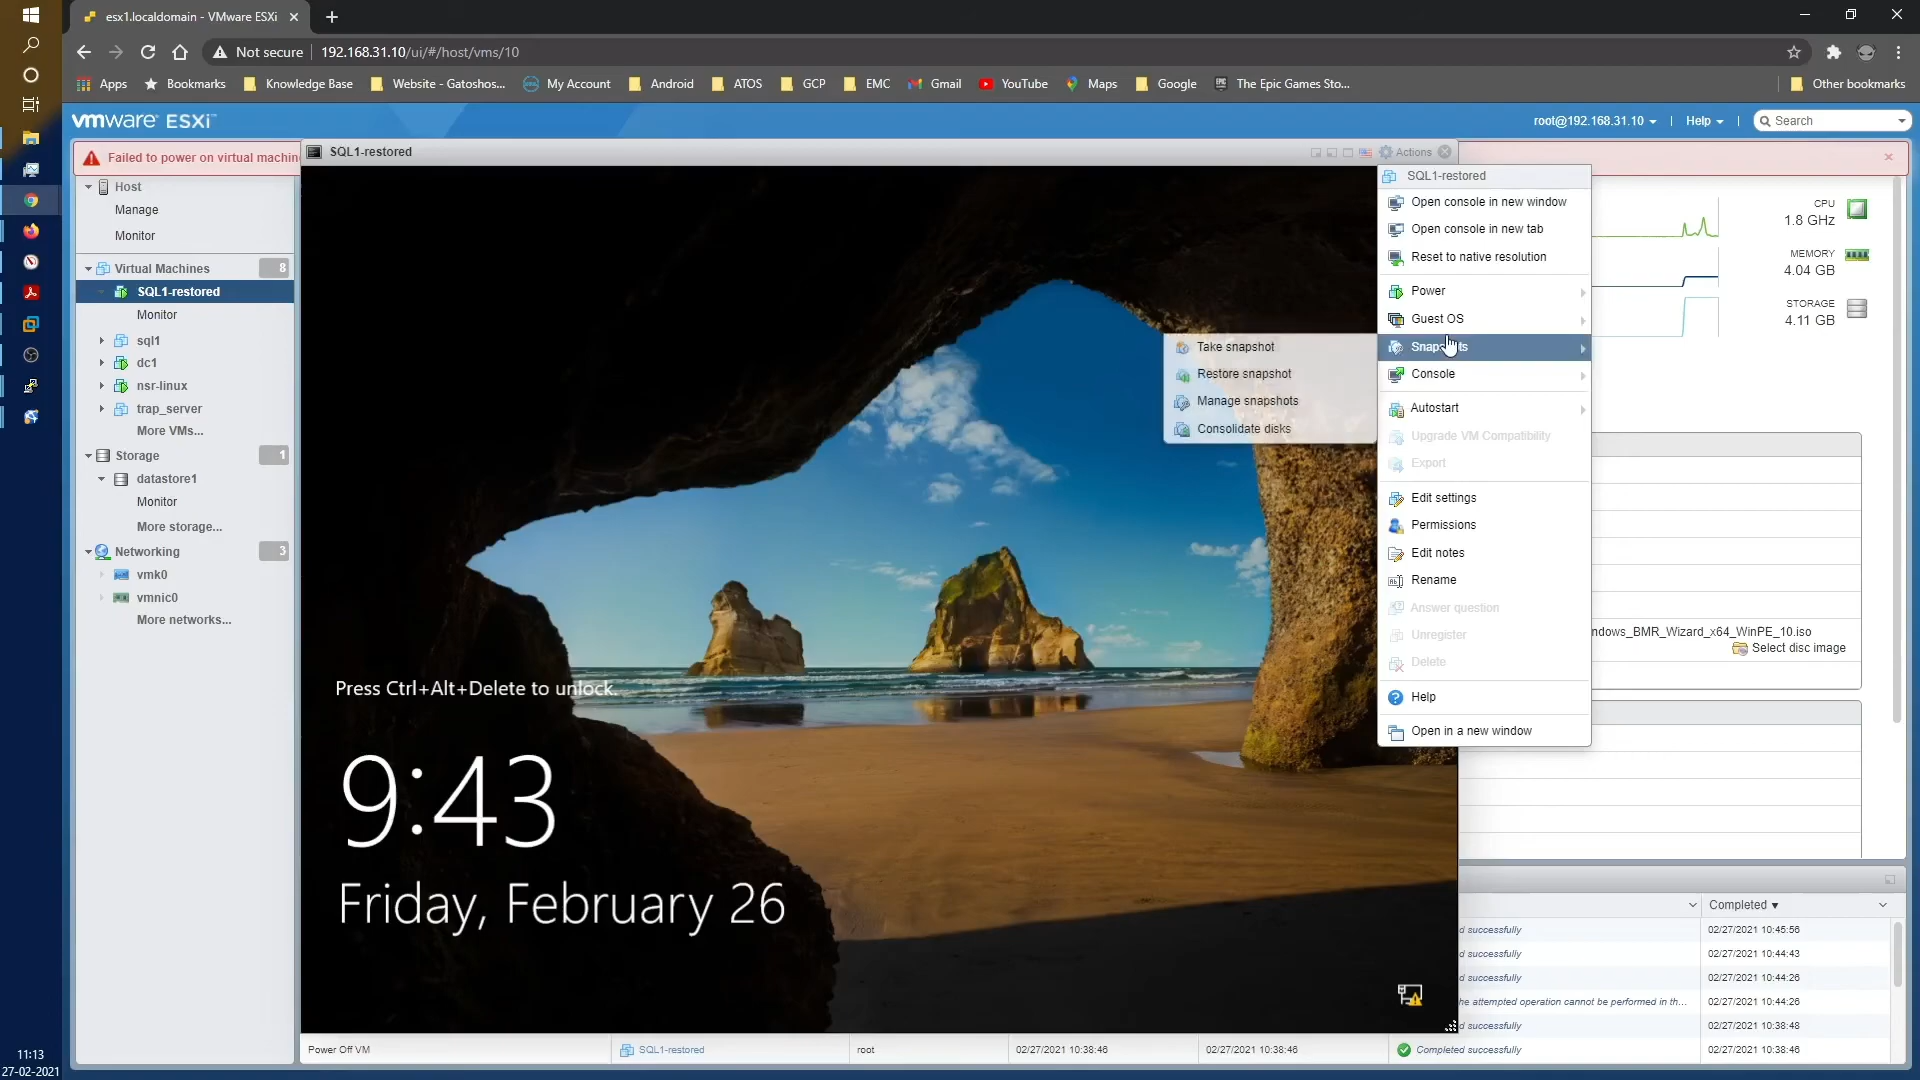 esx1.localdomain - VMware ESXi
Not secure
192.168.31.10/ui/#/host/vms/10
Apps
Bookmarks
Knowledge Base
Website - Gatoshos...
My Account
Android
ATOS
GCP
EMC
Gmail
YouTube
Maps
Google
The Epic Games Sto...
Other bookmarks
vmware ESXi
root@192.168.31.10
Help
Search
Failed to power on virtual machin
SQL1-restored
Actions
Host
Manage
Monitor
Virtual Machines
8
SQL1-restored
Monitor
sql1
dc1
nsr-linux
trap_server
More VMs...
Storage
1
datastore1
Monitor
More storage...
Networking
3
vmk0
vmnic0
More networks...
Press Ctrl+Alt+Delete to unlock.
9:43
Friday, February 26
Take snapshot
Restore snapshot
Manage snapshots
Consolidate disks
SQL1-restored
Open console in new window
Open console in new tab
Reset to native resolution
Power
Guest OS
Console
Autostart
Upgrade VM Compatibility
Export
Edit settings
Permissions
Edit notes
Rename
Answer question
Unregister
Delete
Help
Open in a new window
CPU
1.8 GHz
MEMORY
4.04 GB
STORAGE
4.11 GB
ndows_BMR_Wizard_x64_WinPE_10.iso
Select disc image
Completed ▼
d successfully
02/27/2021 10:45:56
d successfully
02/27/2021 10:44:43
d successfully
02/27/2021 10:44:26
he attempted operation cannot be performed in th...
02/27/2021 10:44:26
d successfully
02/27/2021 10:38:48
Power Off VM
SQL1-restored
root
02/27/2021 10:38:46
02/27/2021 10:38:46
Completed successfully
02/27/2021 10:38:46
11:13
27-02-2021